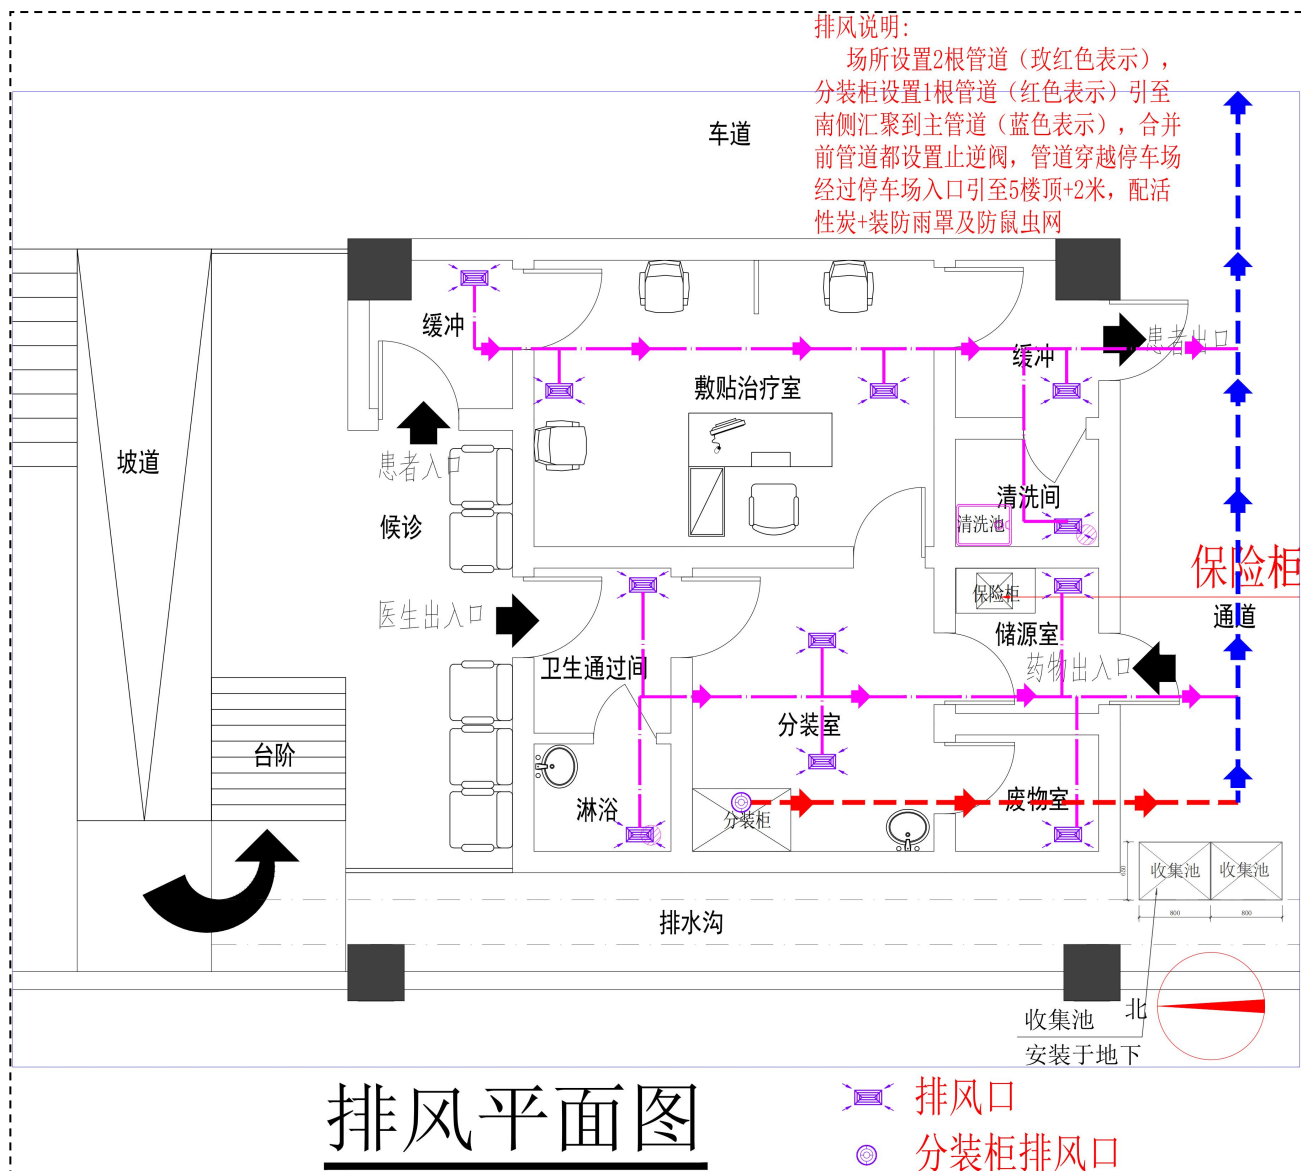 排风说明:
场所设置2根管道（玫红色表示），
分装柜设置1根管道（红色表示）引至
南侧汇聚到主管道（蓝色表示），合并
前管道都设置止逆阀，管道穿越停车场
经过停车场入口引至5楼顶+2米，配活
性炭+装防雨罩及防鼠虫网
车道
缓冲
患者出口
缓冲
敷贴治疗室
坡道
患者入口
清洗间
候诊
清洗池
保险柜
保险柜
医生出入口
通道
储源室
卫生通过间
药物出入口
分装室
台阶
淋浴
废物室
分装柜
收集池
收集池
650
800
800
排水沟
收集池
北
安装于地下
排风平面图
排风口
分装柜排风口